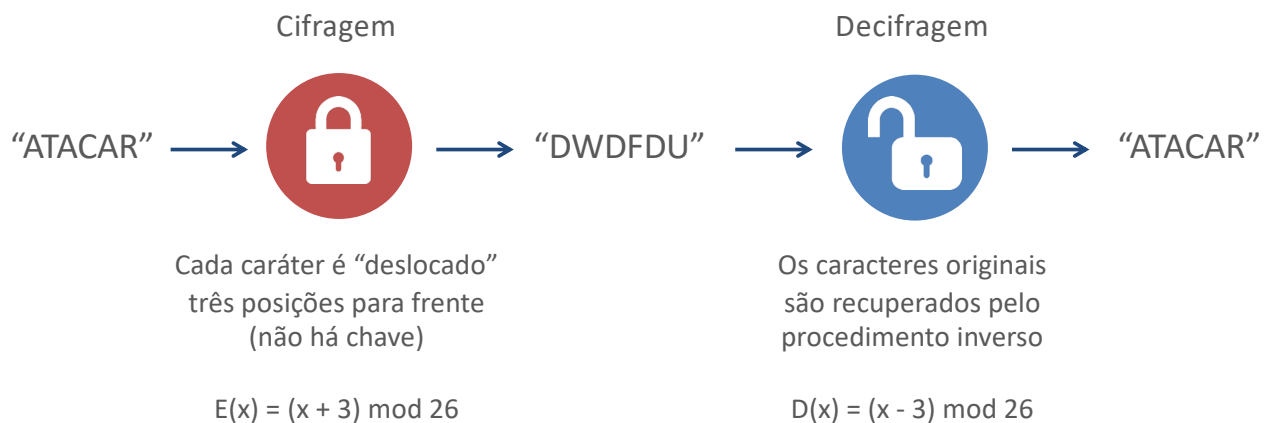 Cifragem
Decifragem
“ATACAR”
“DWDFDU”
“ATACAR”
Cada caráter é “deslocado”
três posições para frente
(não há chave)
Os caracteres originais
são recuperados pelo
procedimento inverso
E(x) = (x + 3) mod 26
D(x) = (x - 3) mod 26